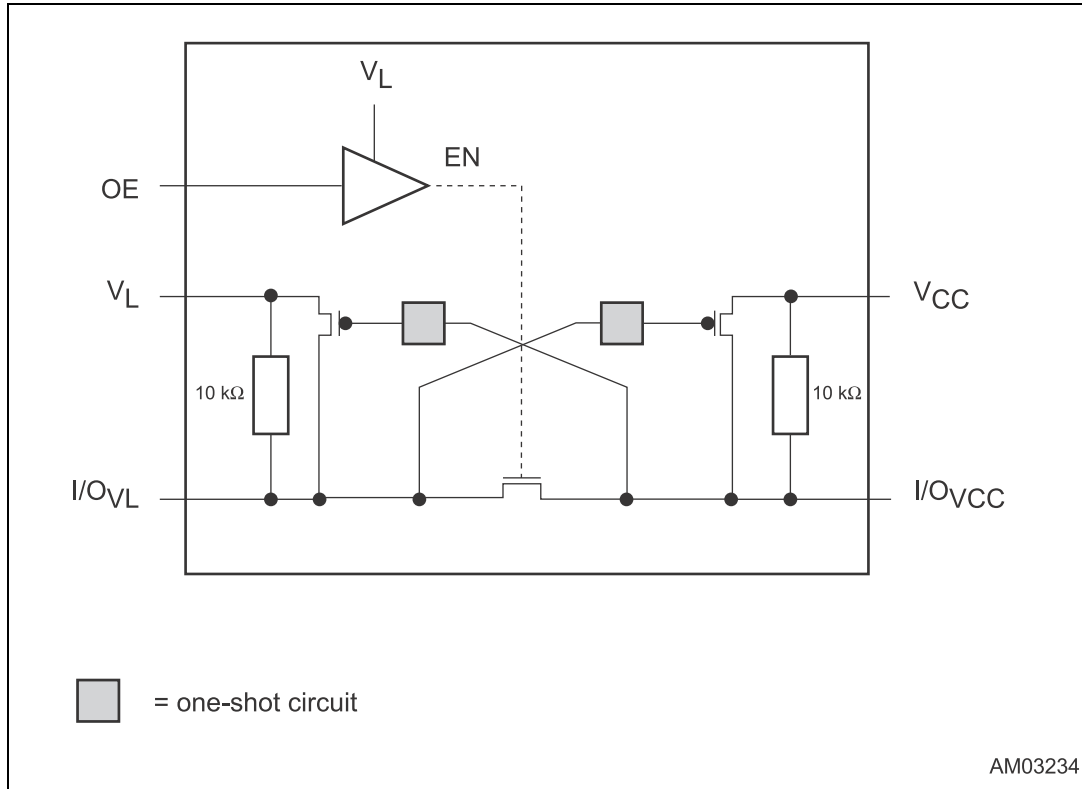 VL
EN
OE
VL
VCC
10 kΩ
10 kΩ
I/OVL
I/OVCC
= one-shot circuit
AM03234